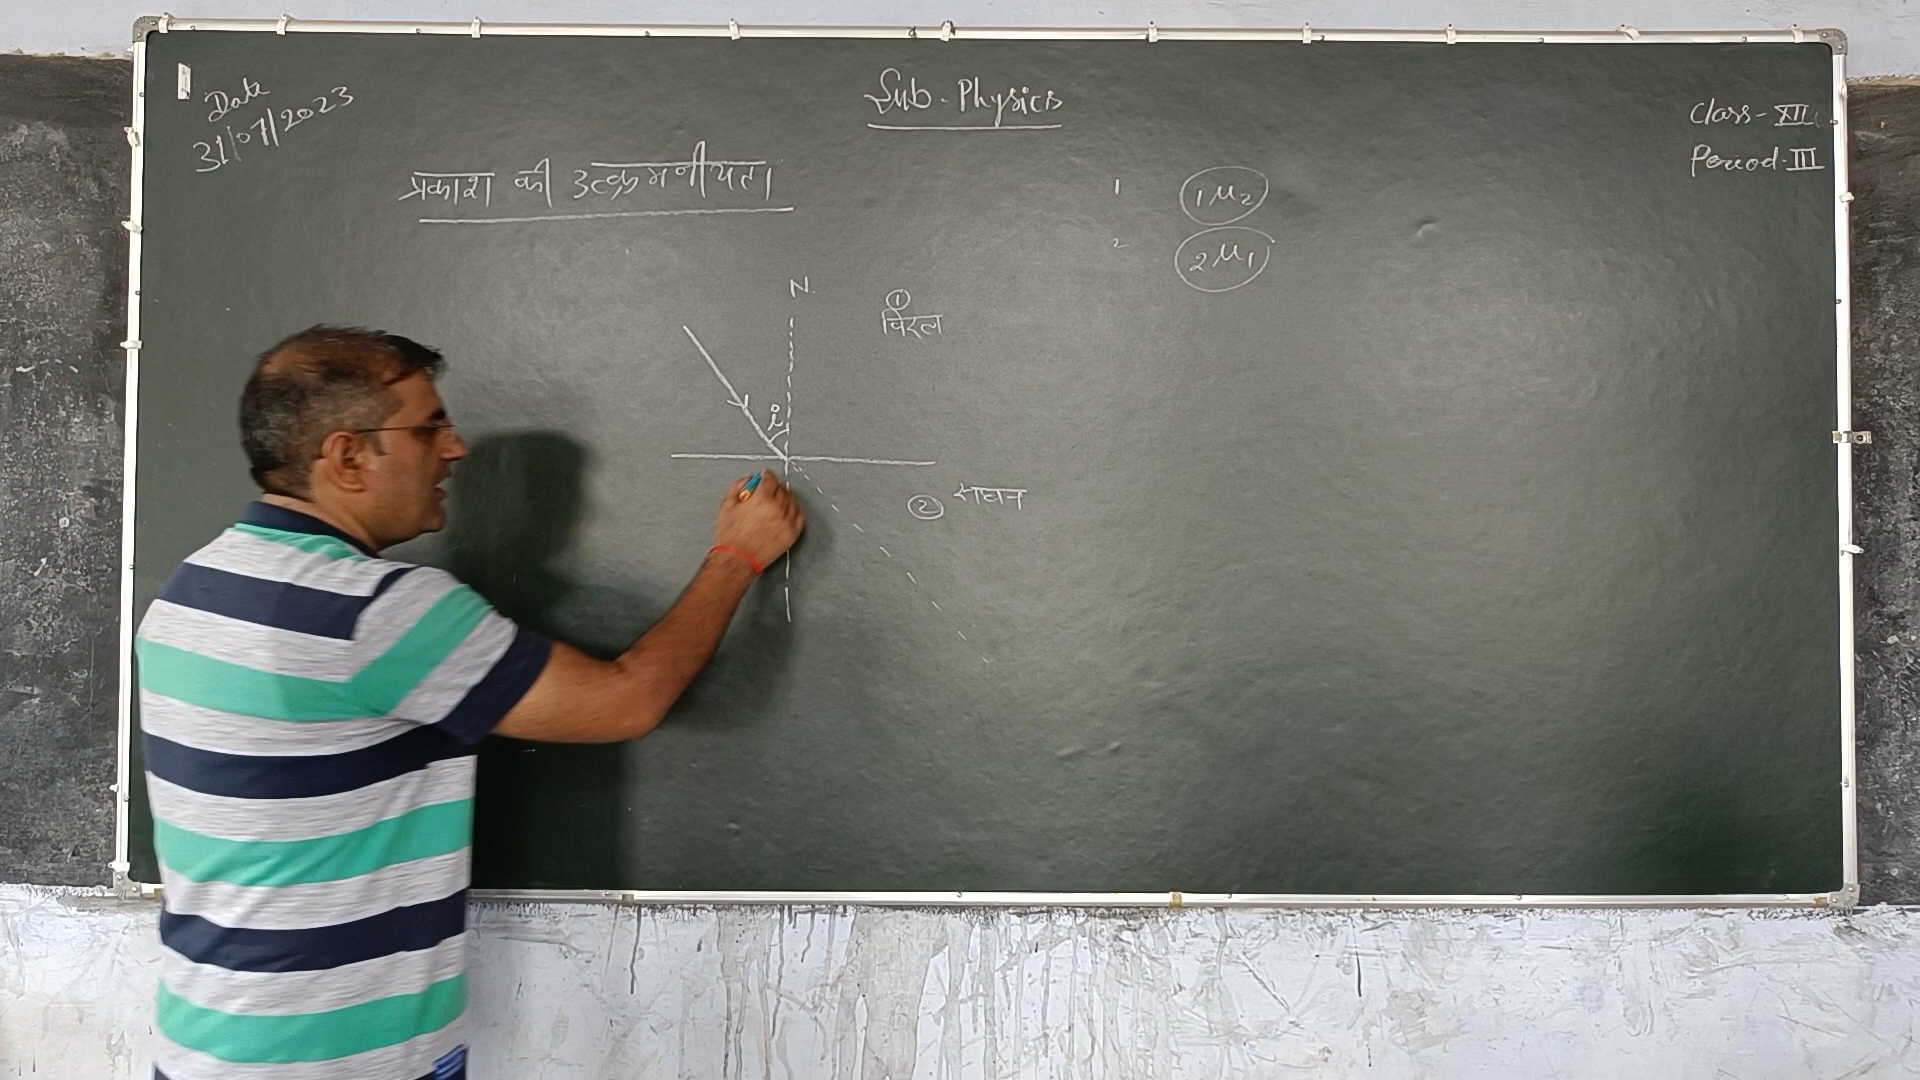 Date
31/07/2023
Sub - Physics
Class - XII
Period - III
प्रकाश की उत्क्रमणीयता
1 1μ2
2 2μ1
N
①
विरल
i
② सघन